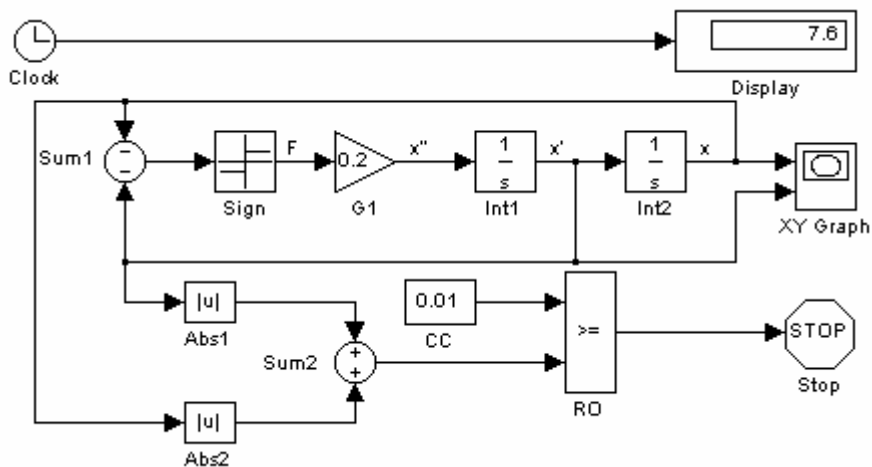 7.6
Clock
Display
Sum1
−
−
F
0.2
x"
1
s
x'
1
s
x
Sign
G1
Int1
Int2
XY Graph
|u|
Abs1
0.01
CC
>=
STOP
Sum2
+
+
Stop
RO
|u|
Abs2